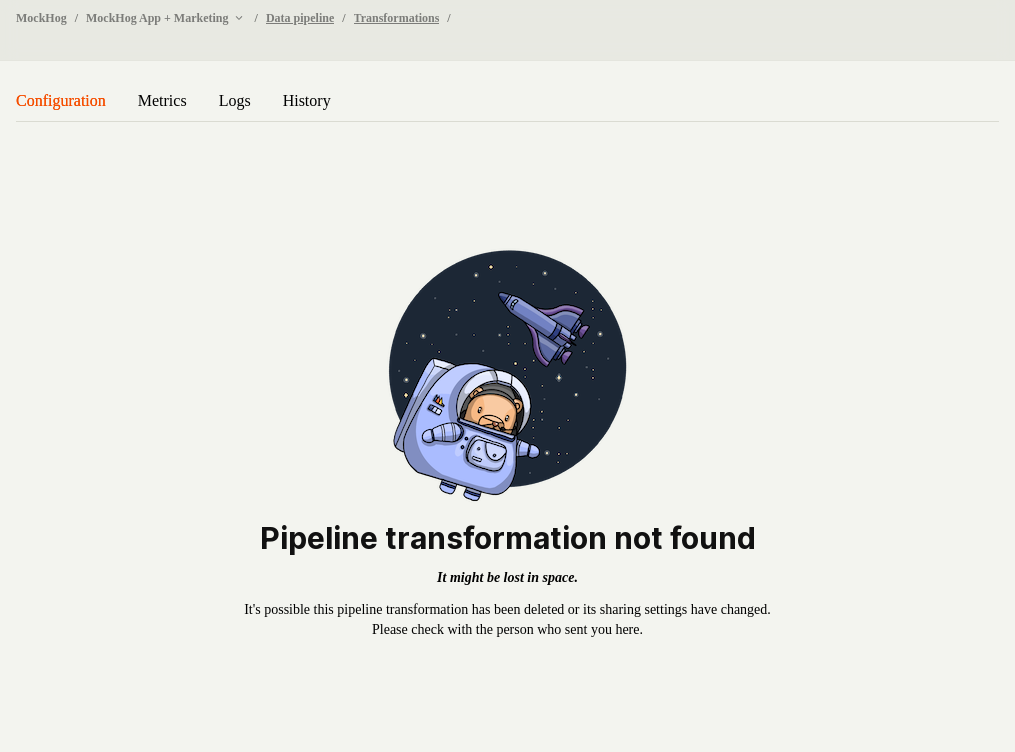 MockHog / MockHog App + Marketing / Data pipeline / Transformations /
Configuration Metrics Logs History
Pipeline transformation not found
It might be lost in space.
It's possible this pipeline transformation has been deleted or its sharing settings have changed.
Please check with the person who sent you here.